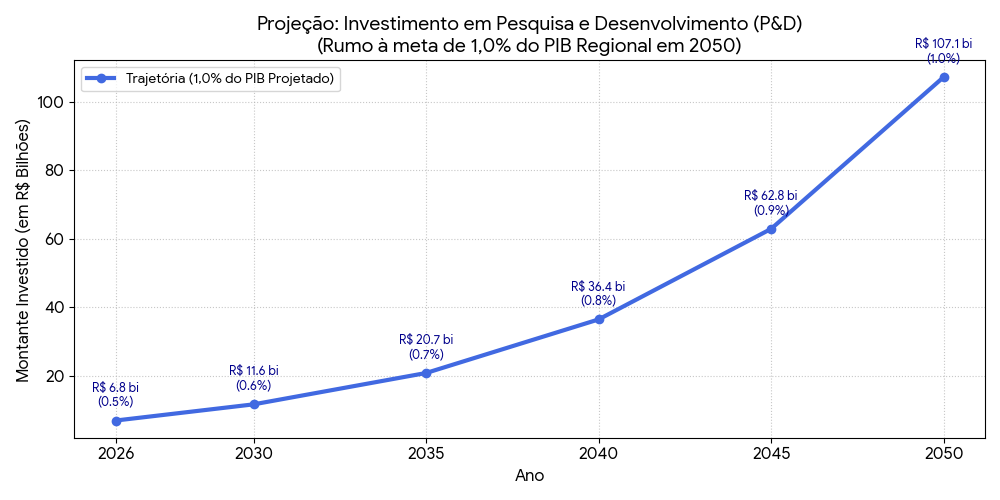 Projeção: Investimento em Pesquisa e Desenvolvimento (P&D)
(Rumo à meta de 1,0% do PIB Regional em 2050)
R$ 107.1 bi
(1.0%)
Trajetória (1,0% do PIB Projetado)
100
80
60
40
20
Montante Investido (em R$ Bilhões)
R$ 62.8 bi
(0.9%)
R$ 36.4 bi
(0.8%)
R$ 20.7 bi
(0.7%)
R$ 11.6 bi
(0.6%)
R$ 6.8 bi
(0.5%)
2026
2030
2035
2040
2045
2050
Ano